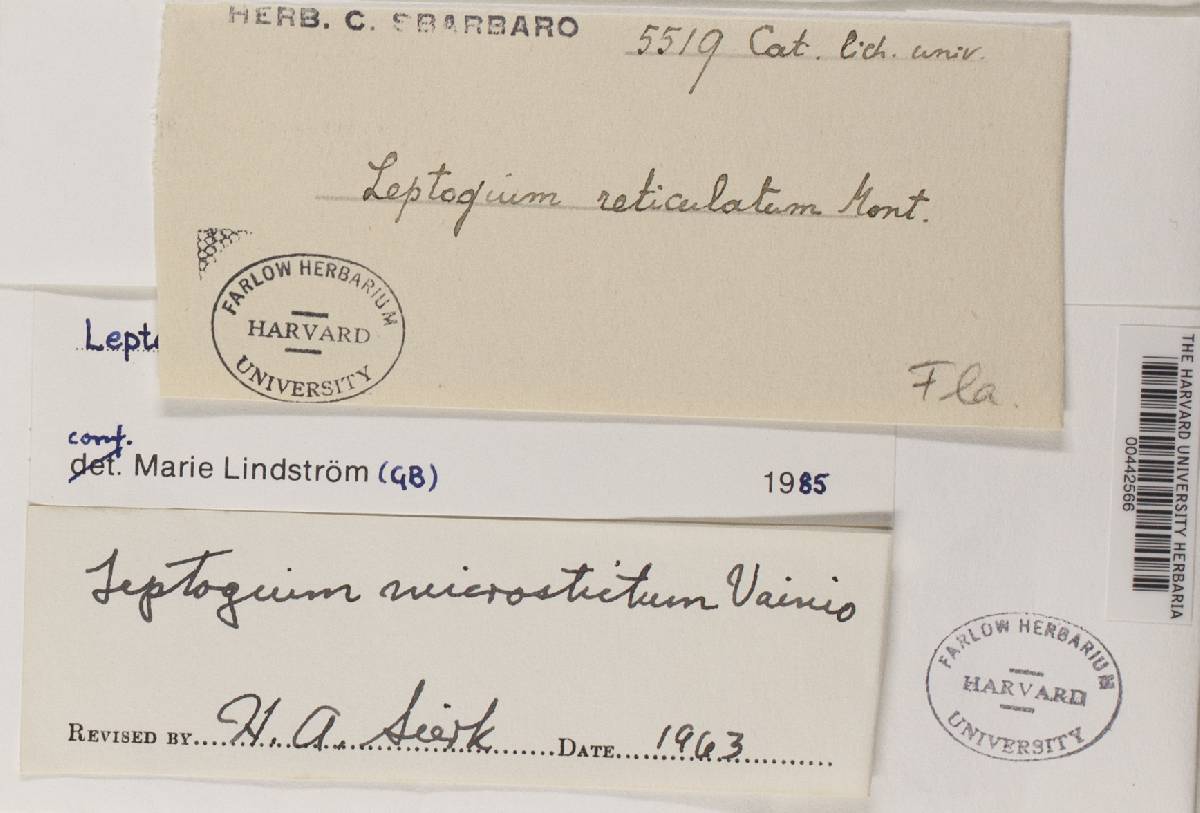 HERB. C. SBARBARO
5519 Cat. lich. univ.
Leptogium reticulatum Mont.
FARLOW HERBARIUM
HARVARD
UNIVERSITY
Fla.
Lepto
conf.
det. Marie Lindström (GB) 1985
Leptogium microstictum Vainio
REVISED BY H. A. Sierk DATE 1963
THE HARVARD UNIVERSITY HERBARIA
00442566
FARLOW HERBARIUM
HARVARD
UNIVERSITY